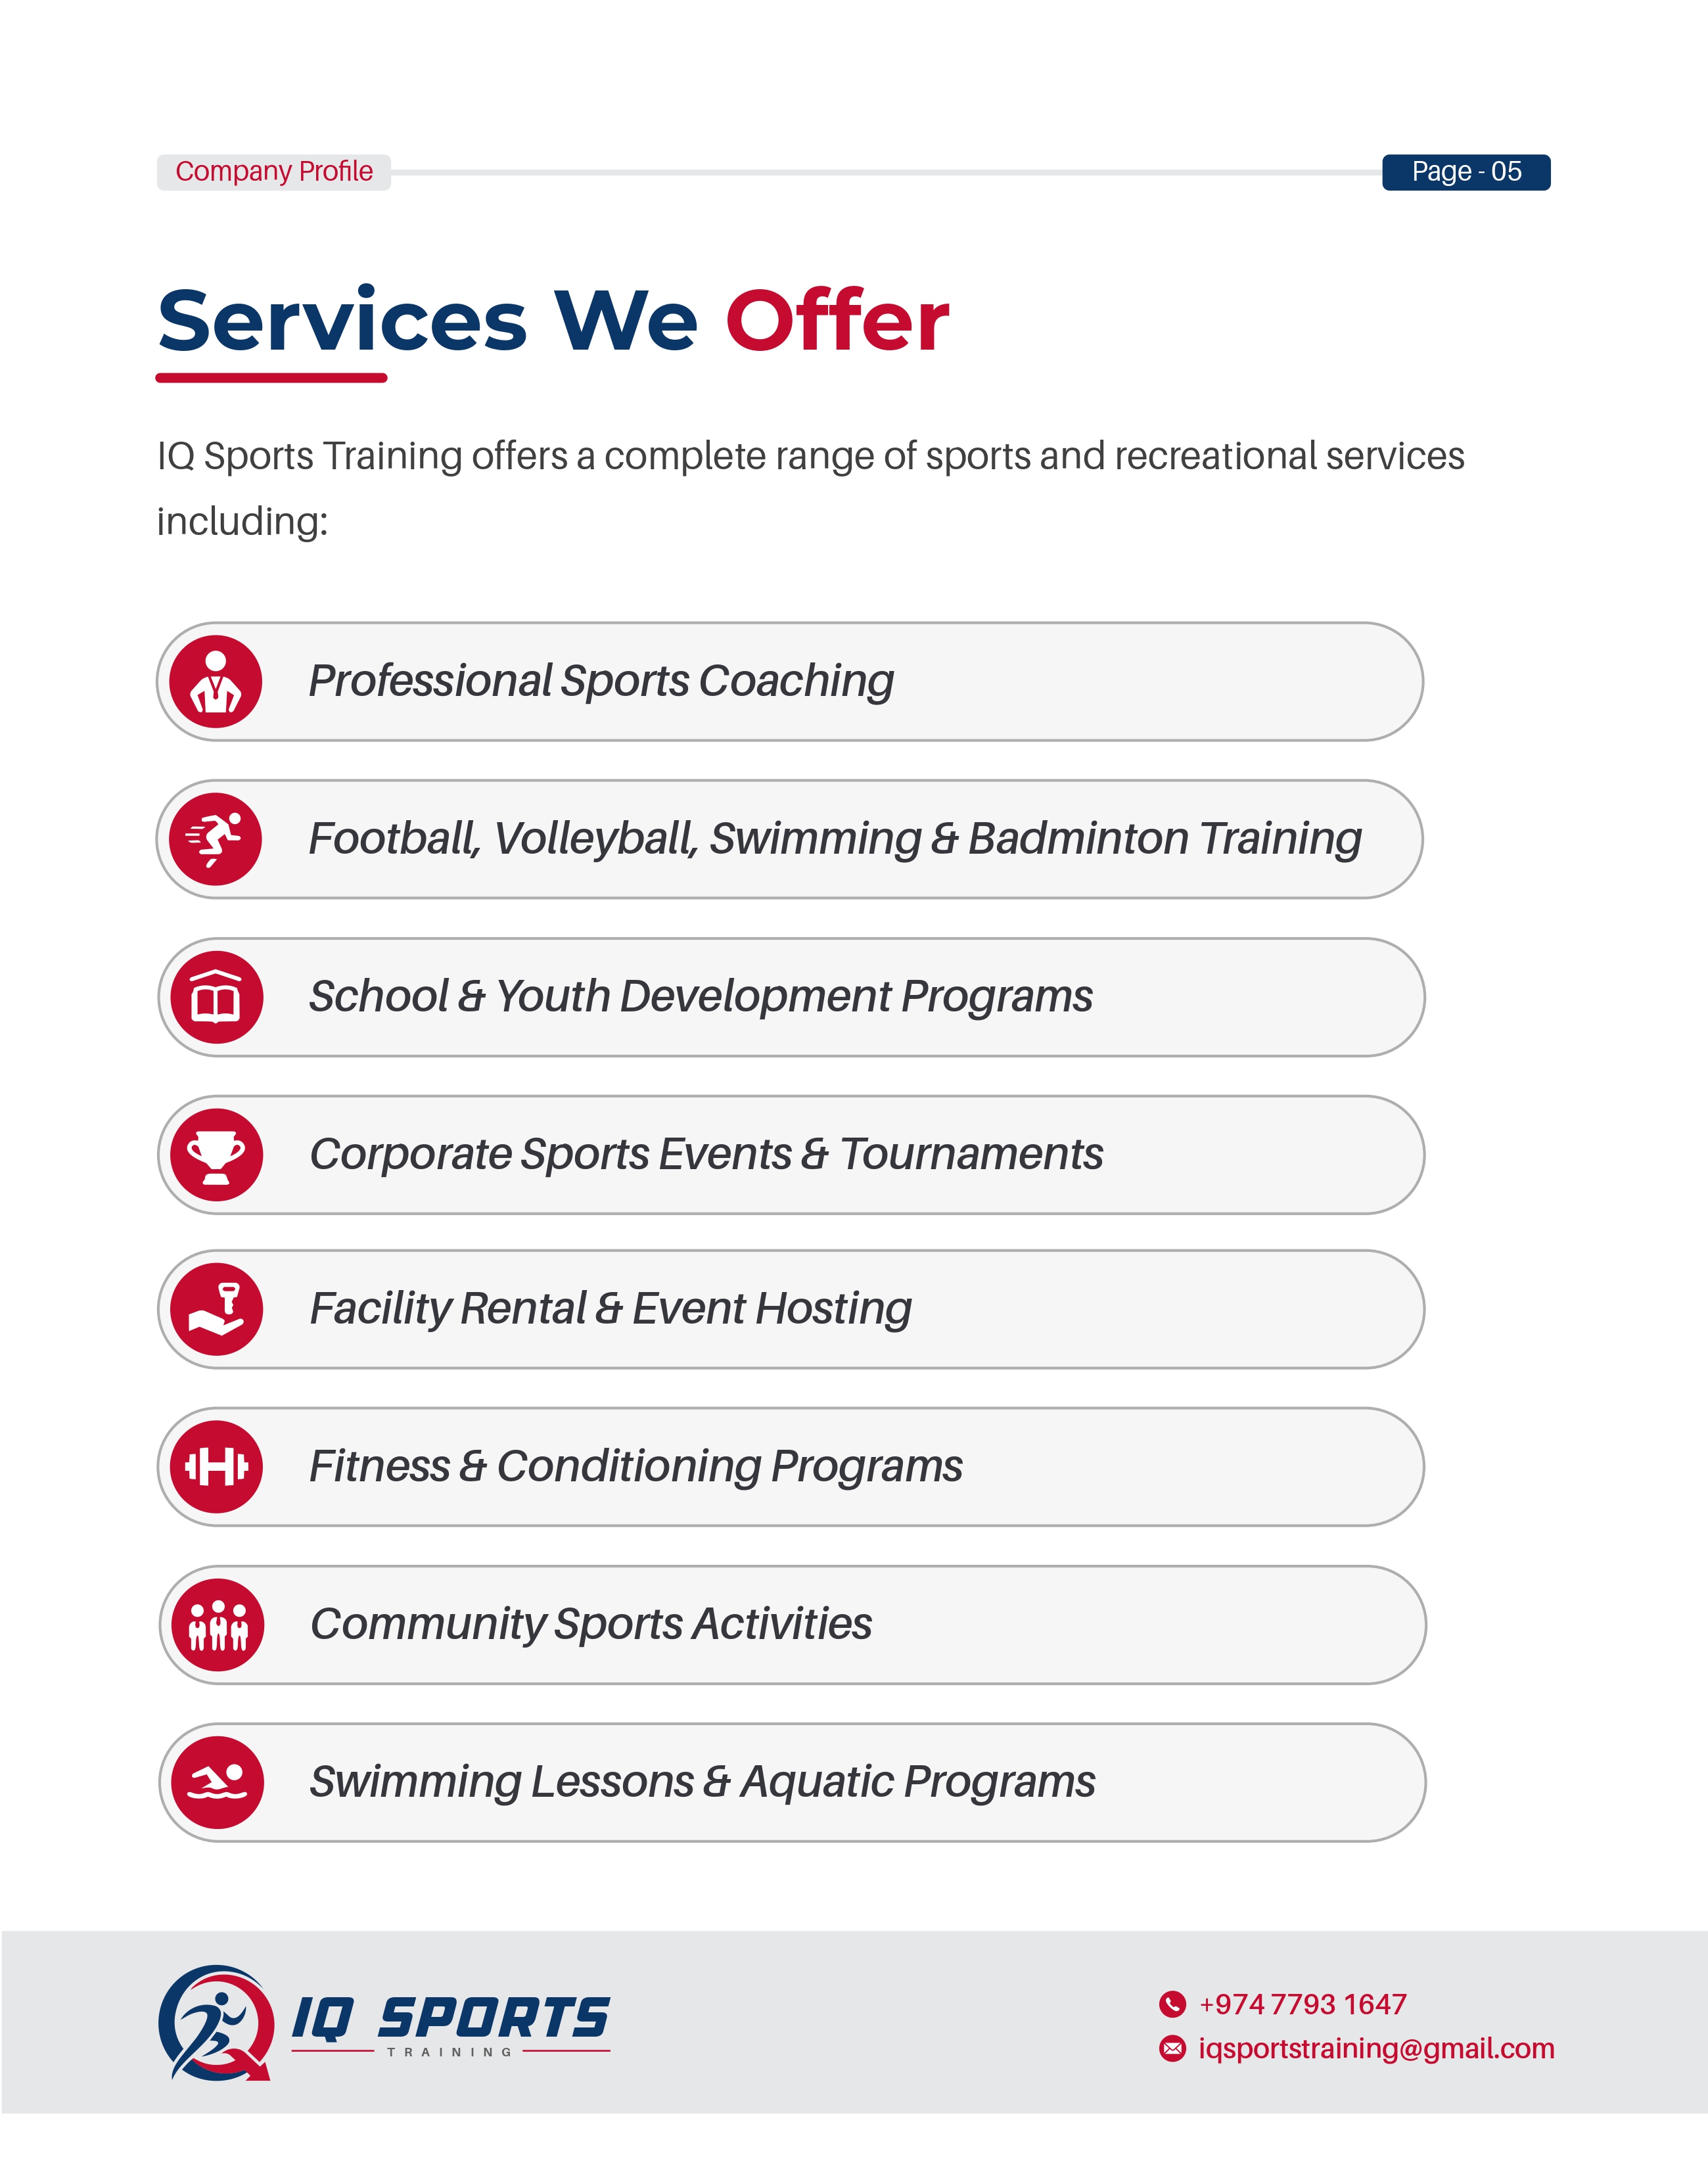 Company Profile
Page - 05
Services We Offer
IQ Sports Training offers a complete range of sports and recreational services
including:
Professional Sports Coaching
Football, Volleyball, Swimming & Badminton Training
School & Youth Development Programs
Corporate Sports Events & Tournaments
Facility Rental & Event Hosting
Fitness & Conditioning Programs
Community Sports Activities
Swimming Lessons & Aquatic Programs
IQ SPORTS
TRAINING
+974 7793 1647
iqsportstraining@gmail.com